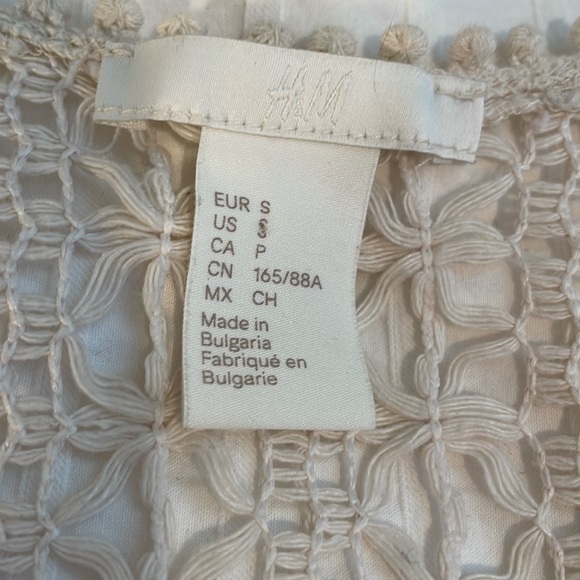 H&M
EUR S
US S
CA P
CN 165/88A
MX CH
Made in
Bulgaria
Fabriqué en
Bulgarie